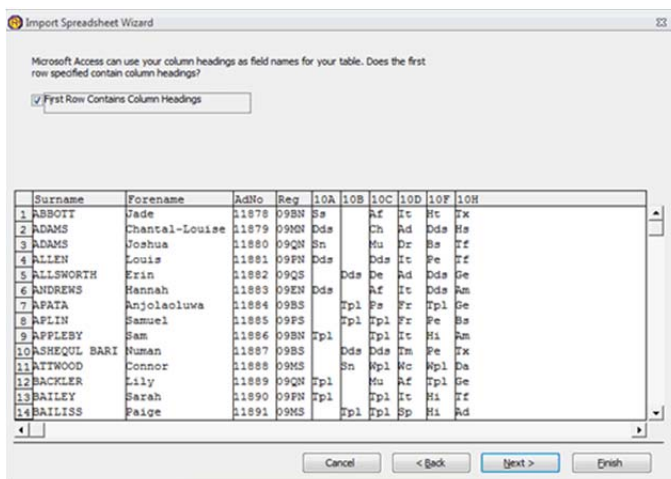 Import Spreadsheet Wizard
Microsoft Access can use your column headings as field names for your table. Does the first
row specified contain column headings?
First Row Contains Column Headings
Surname Forename AdNo Reg 10A 10B 10C 10D 10F 10H
1 ABBOTT Jade 11878 09BN Ss Af It Ht Tx
2 ADAMS Chantal-Louise 11879 09MN Dds Ch Ad Dds Hs
3 ADAMS Joshua 11880 09QN Sn Mu Dr Bs Tf
4 ALLEN Louis 11881 09PN Dds Dds It Pe Tf
5 ALLSWORTH Erin 11882 09QS Dds De Ad Dds Ge
6 ANDREWS Hannah 11883 09EN Dds Af It Dds Am
7 APATA Anjolaoluwa 11884 09BS Tpl Ps Fr Tpl Ge
8 APLIN Samuel 11885 09PS Tpl Tpl Fr Pe Bs
9 APPLEBY Sam 11886 09BN Tpl Tpl It Hi Am
10 ASHEQUL BARI Numan 11887 09BS Dds Dds Tm Pe Tx
11 ATTWOOD Connor 11888 09MS Sn Wpl Wc Wpl Da
12 BACKLER Lily 11889 09QN Tpl Mu Af Tpl Ge
13 BAILEY Sarah 11890 09PN Tpl Tpl It Hi Tf
14 BAILISS Paige 11891 09MS Tpl Tpl Sp Hi Ad
Cancel < Back Next > Finish